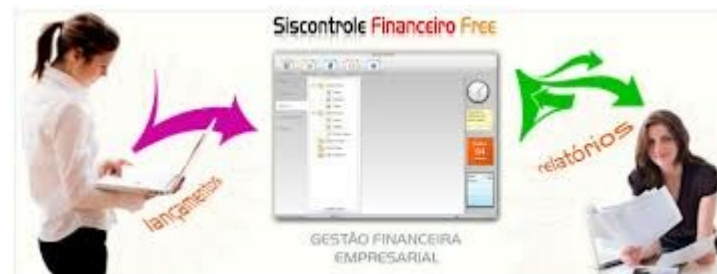 Siscontrole Financeiro Free
lançamentos
relatórios
GESTÃO FINANCEIRA
EMPRESARIAL